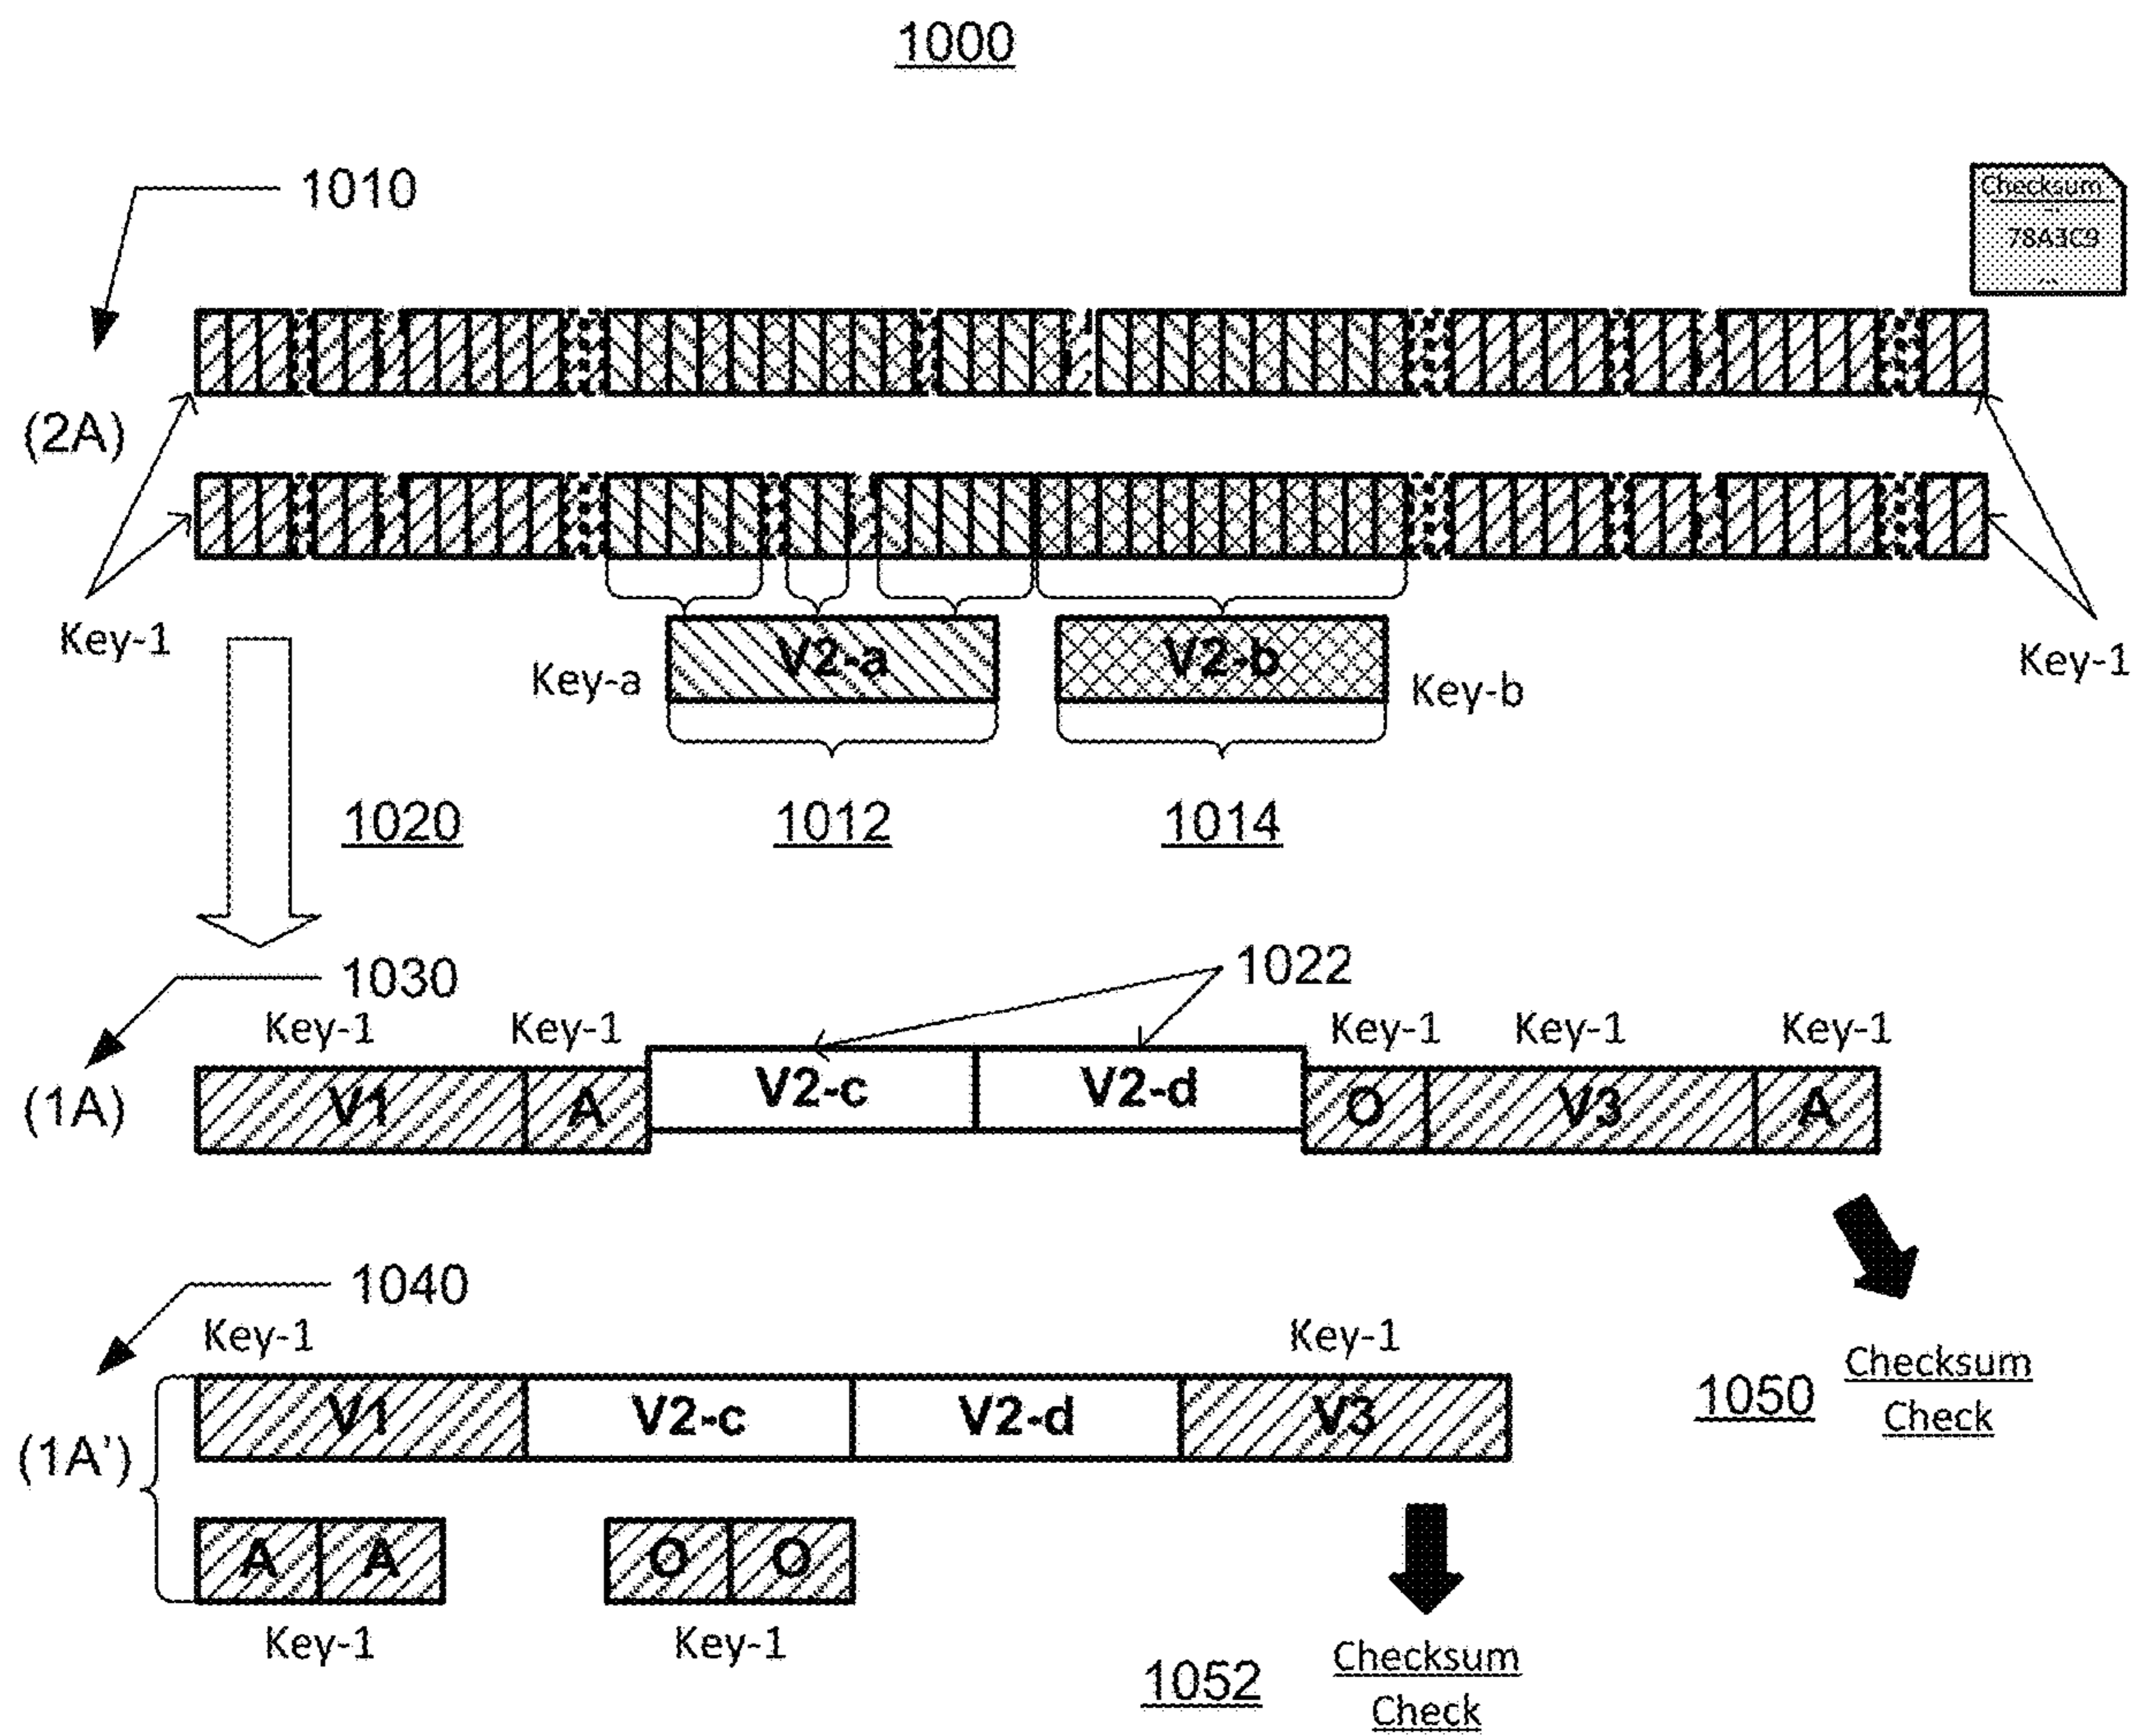 1000
1010
Checksum
...
78A3C9
...
(2A)
Key-1
Key-a
V2-a
V2-b
Key-b
Key-1
1020
1012
1014
1030
1022
Key-1
Key-1
Key-1
Key-1
Key-1
(1A)
V1
A
V2-c
V2-d
O
V3
A
1040
Key-1
Key-1
1050
Checksum
Check
(1A')
V1
V2-c
V2-d
V3
A
A
O
O
Key-1
Key-1
1052
Checksum
Check